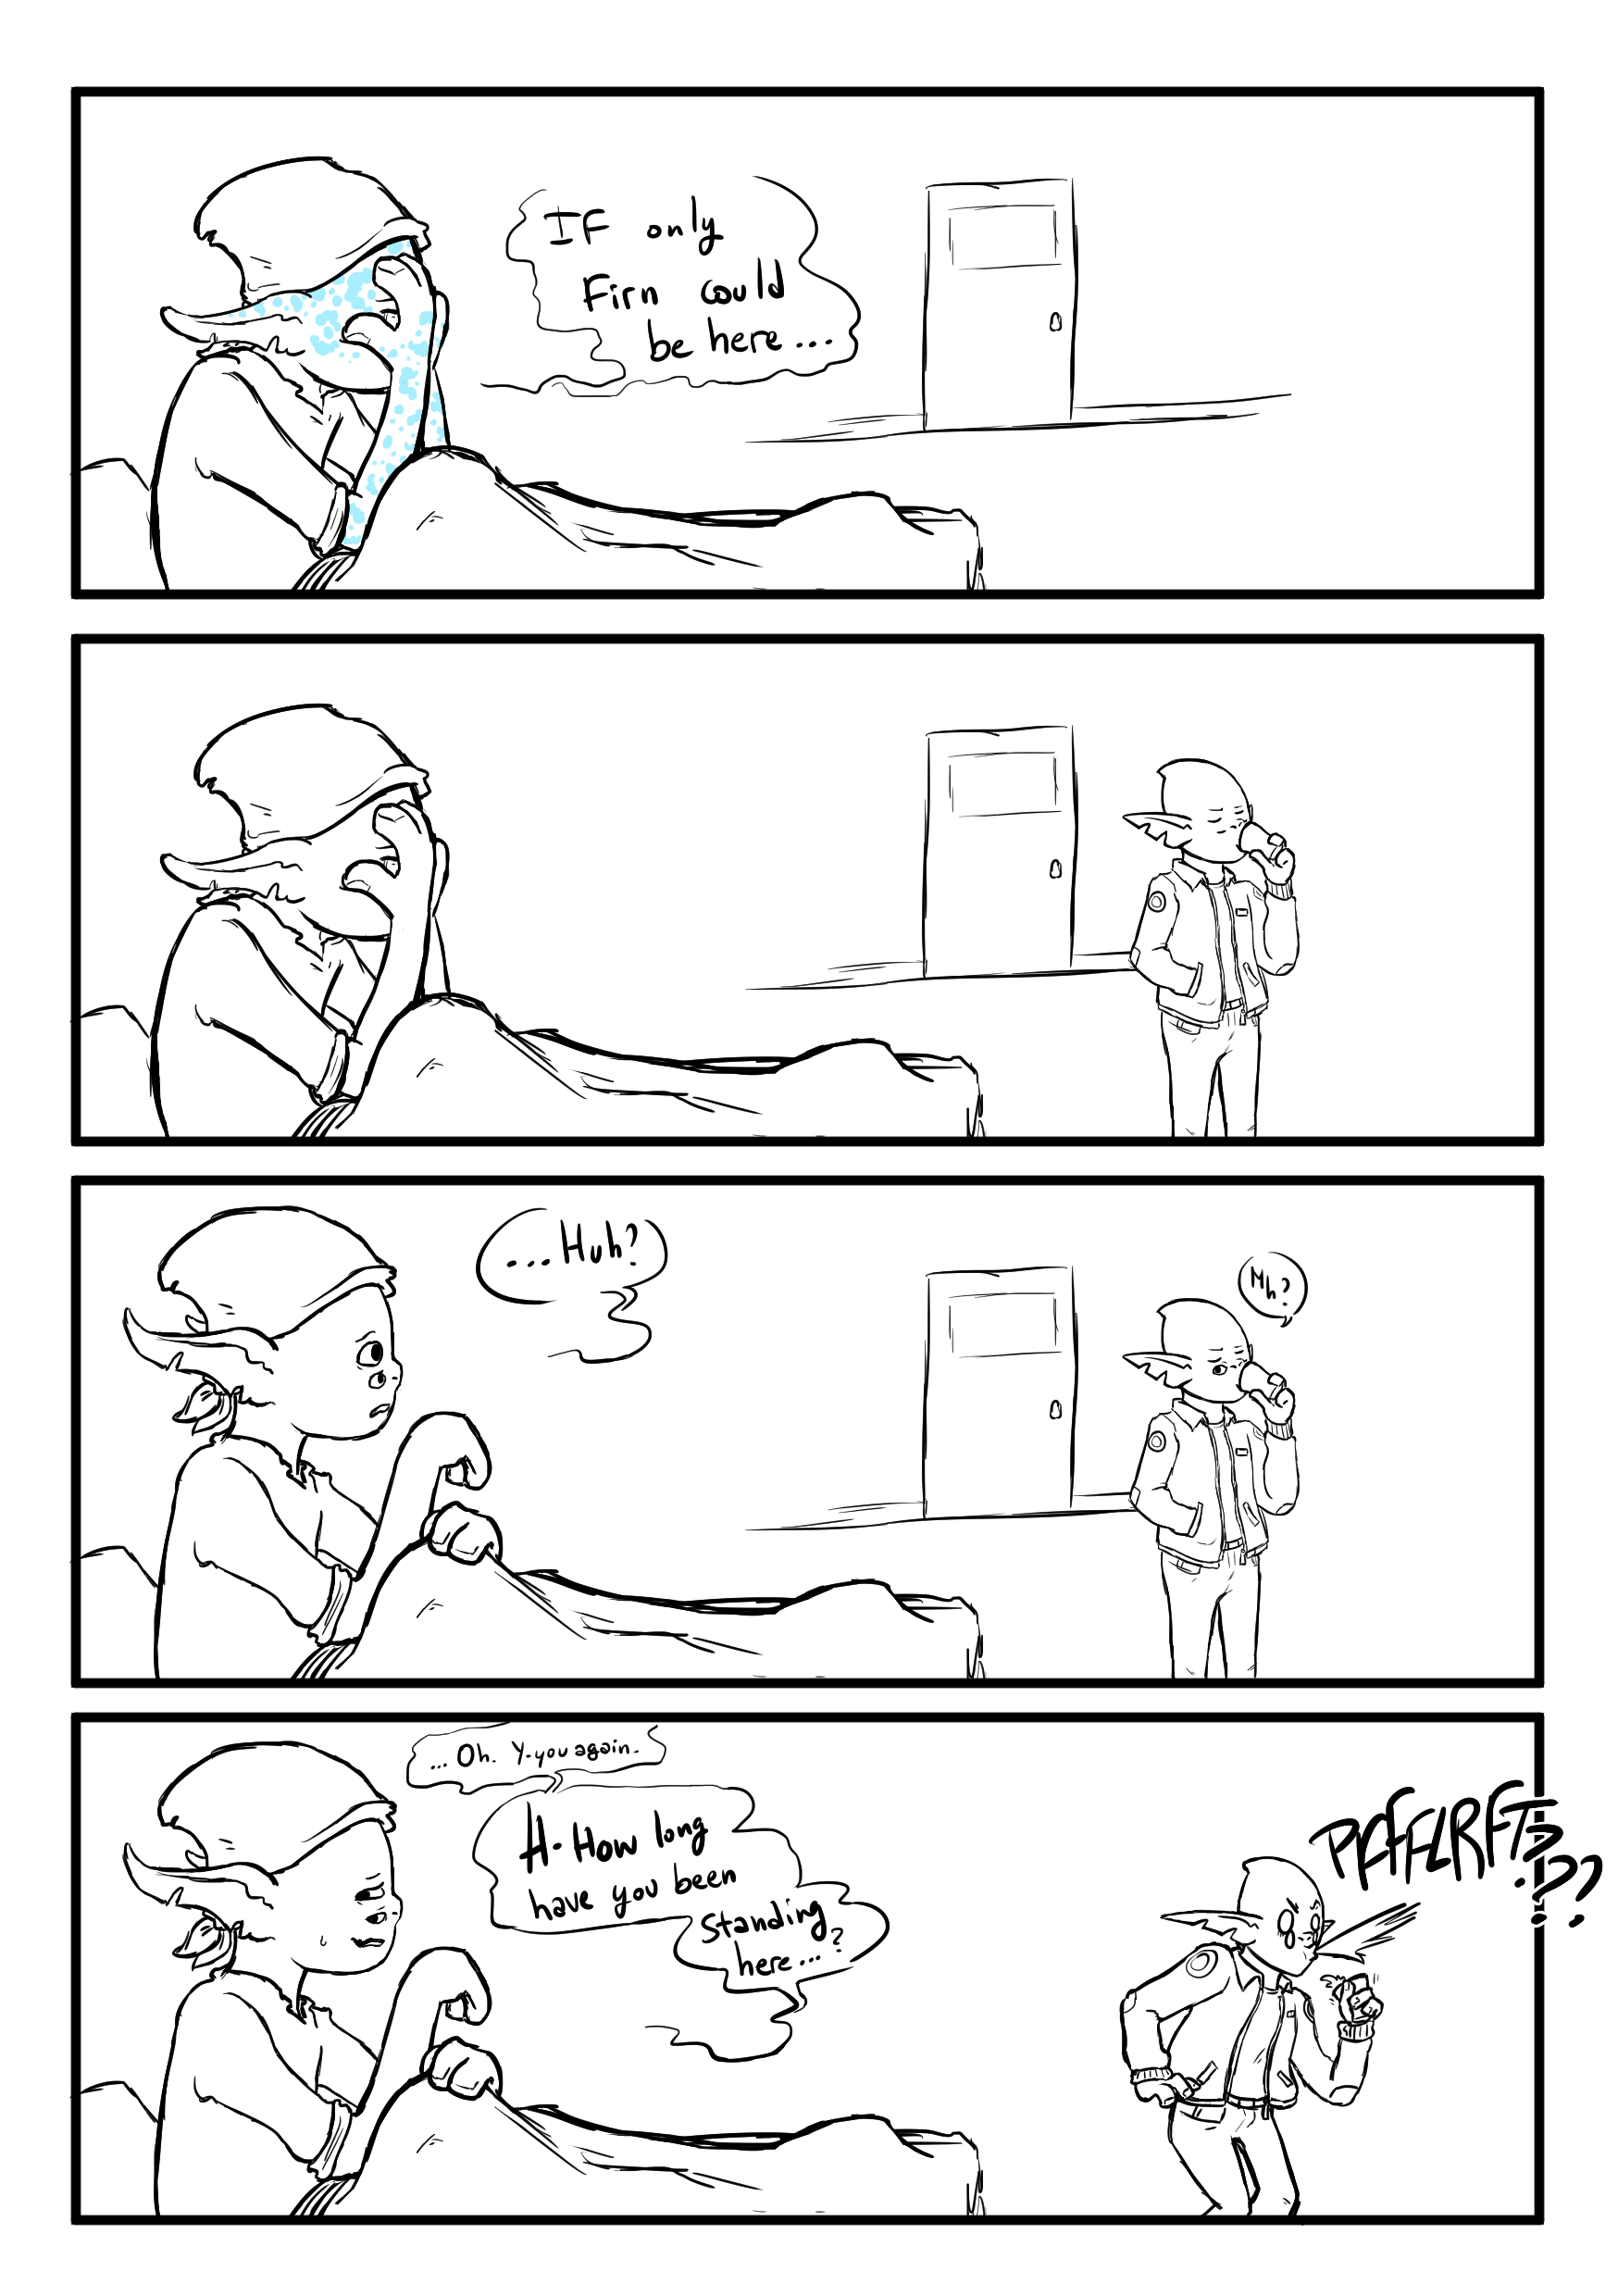 IF only
Firn could
be here...
...Huh?
Mh?
...Oh. Y-you again.
H-How long
have you been
standing
here...?
PFFFLRFT???